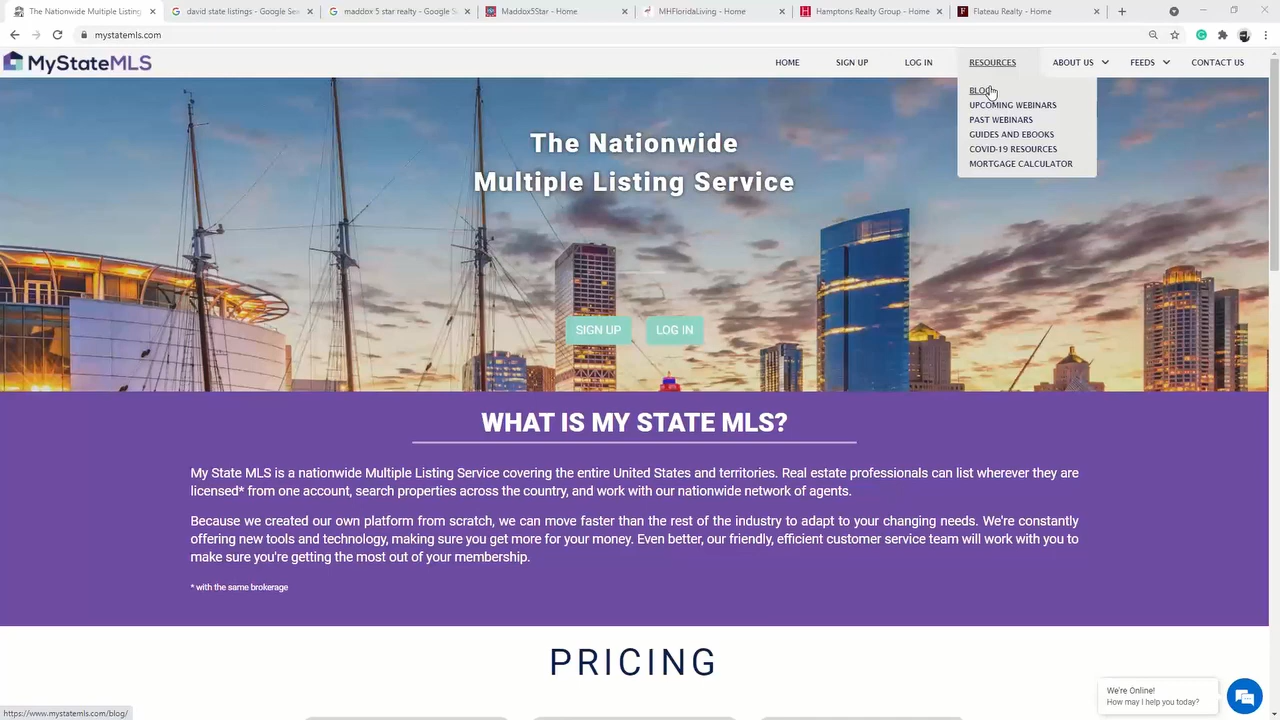 The Nationwide Multiple Listing
david state listings - Google Se
maddox 5 star realty - Google S
Maddox5Star - Home
MHFloridaLiving - Home
Hamptons Realty Group - Home
Flateau Realty - Home
mystatemls.com
MyStateMLS
HOME
SIGN UP
LOG IN
RESOURCES
ABOUT US
FEEDS
CONTACT US
BLOG
UPCOMING WEBINARS
PAST WEBINARS
GUIDES AND EBOOKS
COVID-19 RESOURCES
MORTGAGE CALCULATOR
The Nationwide
Multiple Listing Service
SIGN UP
LOG IN
WHAT IS MY STATE MLS?
My State MLS is a nationwide Multiple Listing Service covering the entire United States and territories. Real estate professionals can list wherever they are
licensed* from one account, search properties across the country, and work with our nationwide network of agents.
Because we created our own platform from scratch, we can move faster than the rest of the industry to adapt to your changing needs. We're constantly
offering new tools and technology, making sure you get more for your money. Even better, our friendly, efficient customer service team will work with you to
make sure you're getting the most out of your membership.
* with the same brokerage
PRICING
We're Online!
How may I help you today?
https://www.mystatemls.com/blog/